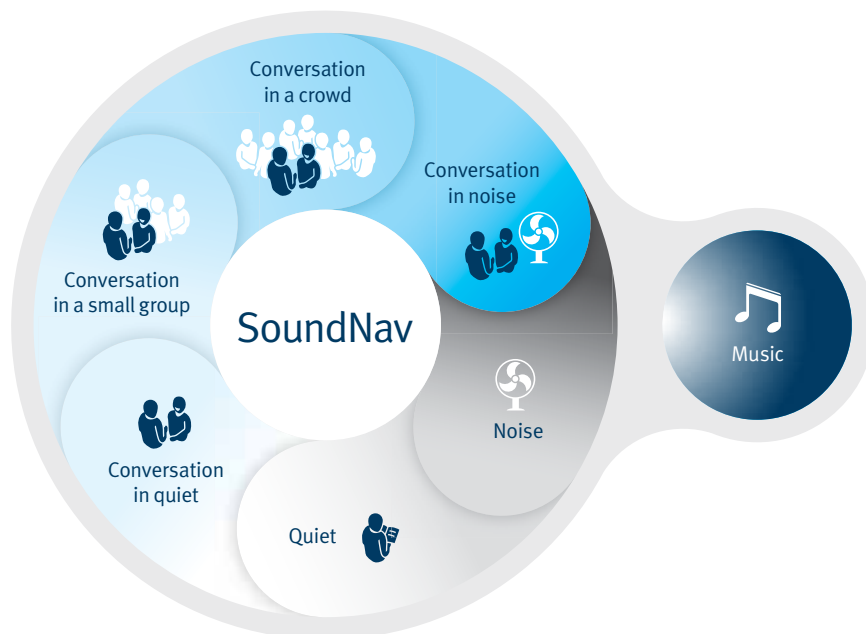 Conversation
in a crowd
Conversation
in noise
Conversation
in a small group
SoundNav
Music
Noise
Conversation
in quiet
Quiet